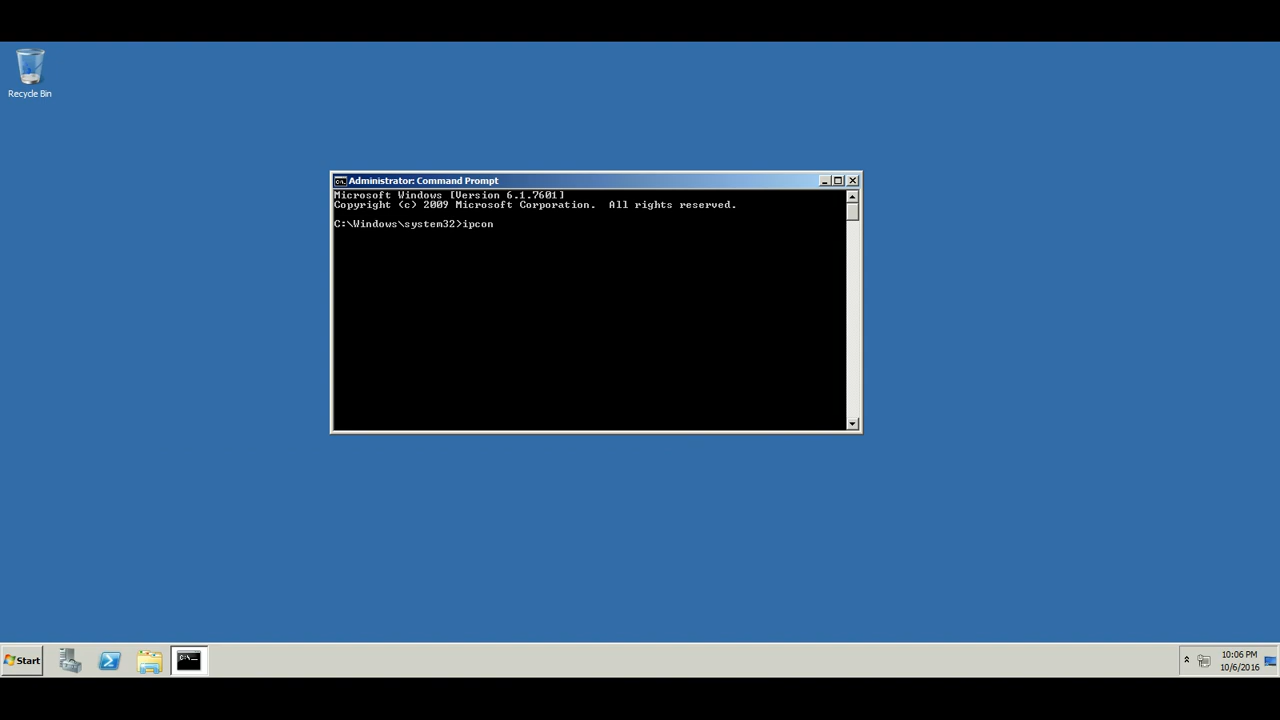 Recycle Bin
Administrator: Command Prompt
Microsoft Windows [Version 6.1.7601]
Copyright (c) 2009 Microsoft Corporation.  All rights reserved.
C:\Windows\system32>ipcon
Start
10:06 PM
10/6/2016